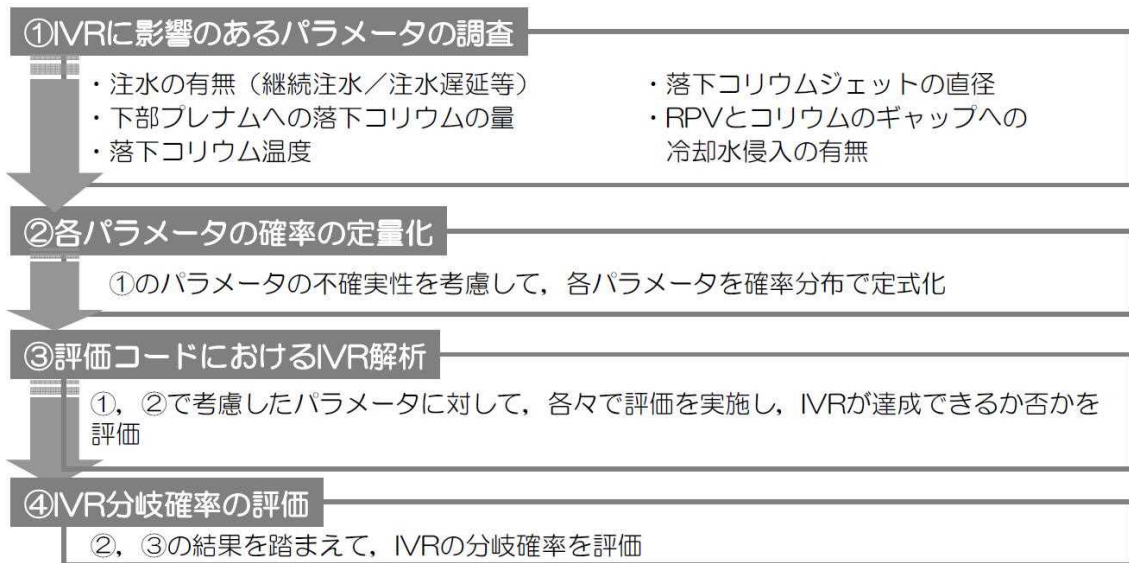 ①IVRに影響のあるパラメータの調査
・注水の有無（継続注水／注水遅延等）
・下部プレナムへの落下コリウムの量
・落下コリウム温度
・落下コリウムジェットの直径
・RPVとコリウムのギャップへの
冷却水侵入の有無
②各パラメータの確率の定量化
①のパラメータの不確実性を考慮して，各パラメータを確率分布で定式化
③評価コードにおけるIVR解析
①，②で考慮したパラメータに対して，各々で評価を実施し，IVRが達成できるか否かを
評価
④IVR分岐確率の評価
②，③の結果を踏まえて，IVRの分岐確率を評価